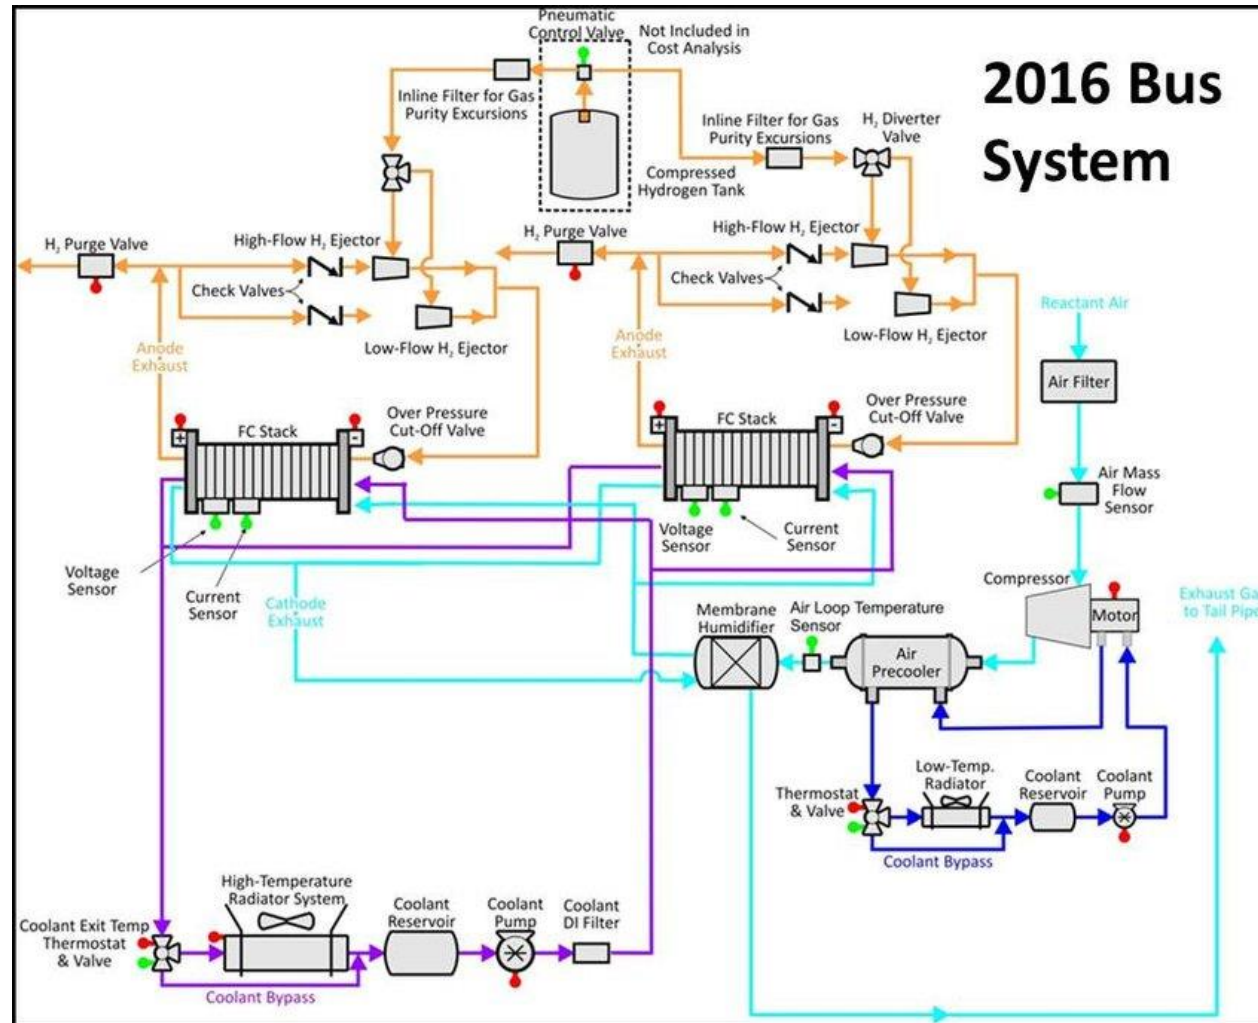 Pneumatic
Control Valve
Not Included in
Cost Analysis
2016 Bus
System
Inline Filter for Gas
Purity Excursions
Inline Filter for Gas
Purity Excursions
H₂ Diverter
Valve
Compressed
Hydrogen Tank
H₂ Purge Valve
High-Flow H₂ Ejector
H₂ Purge Valve
High-Flow H₂ Ejector
Check Valves
Check Valves
Reactant Air
Anode
Exhaust
Low-Flow H₂ Ejector
Anode
Exhaust
Low-Flow H₂ Ejector
Air Filter
FC Stack
Over Pressure
Cut-Off Valve
FC Stack
Over Pressure
Cut-Off Valve
+
-
+
-
Air Mass
Flow
Sensor
Voltage
Sensor
Current
Sensor
Voltage
Sensor
Current
Sensor
Compressor
Motor
Exhaust Ga
to Tail Pipe
Cathode
Exhaust
Membrane
Humidifier
Air Loop Temperature
Sensor
Air
Precooler
Thermostat
& Valve
Low-Temp.
Radiator
Coolant
Reservoir
Coolant
Pump
Coolant Bypass
High-Temperature
Radiator System
Coolant
Reservoir
Coolant
Pump
Coolant
DI Filter
Coolant Exit Temp
Thermostat
& Valve
Coolant Bypass